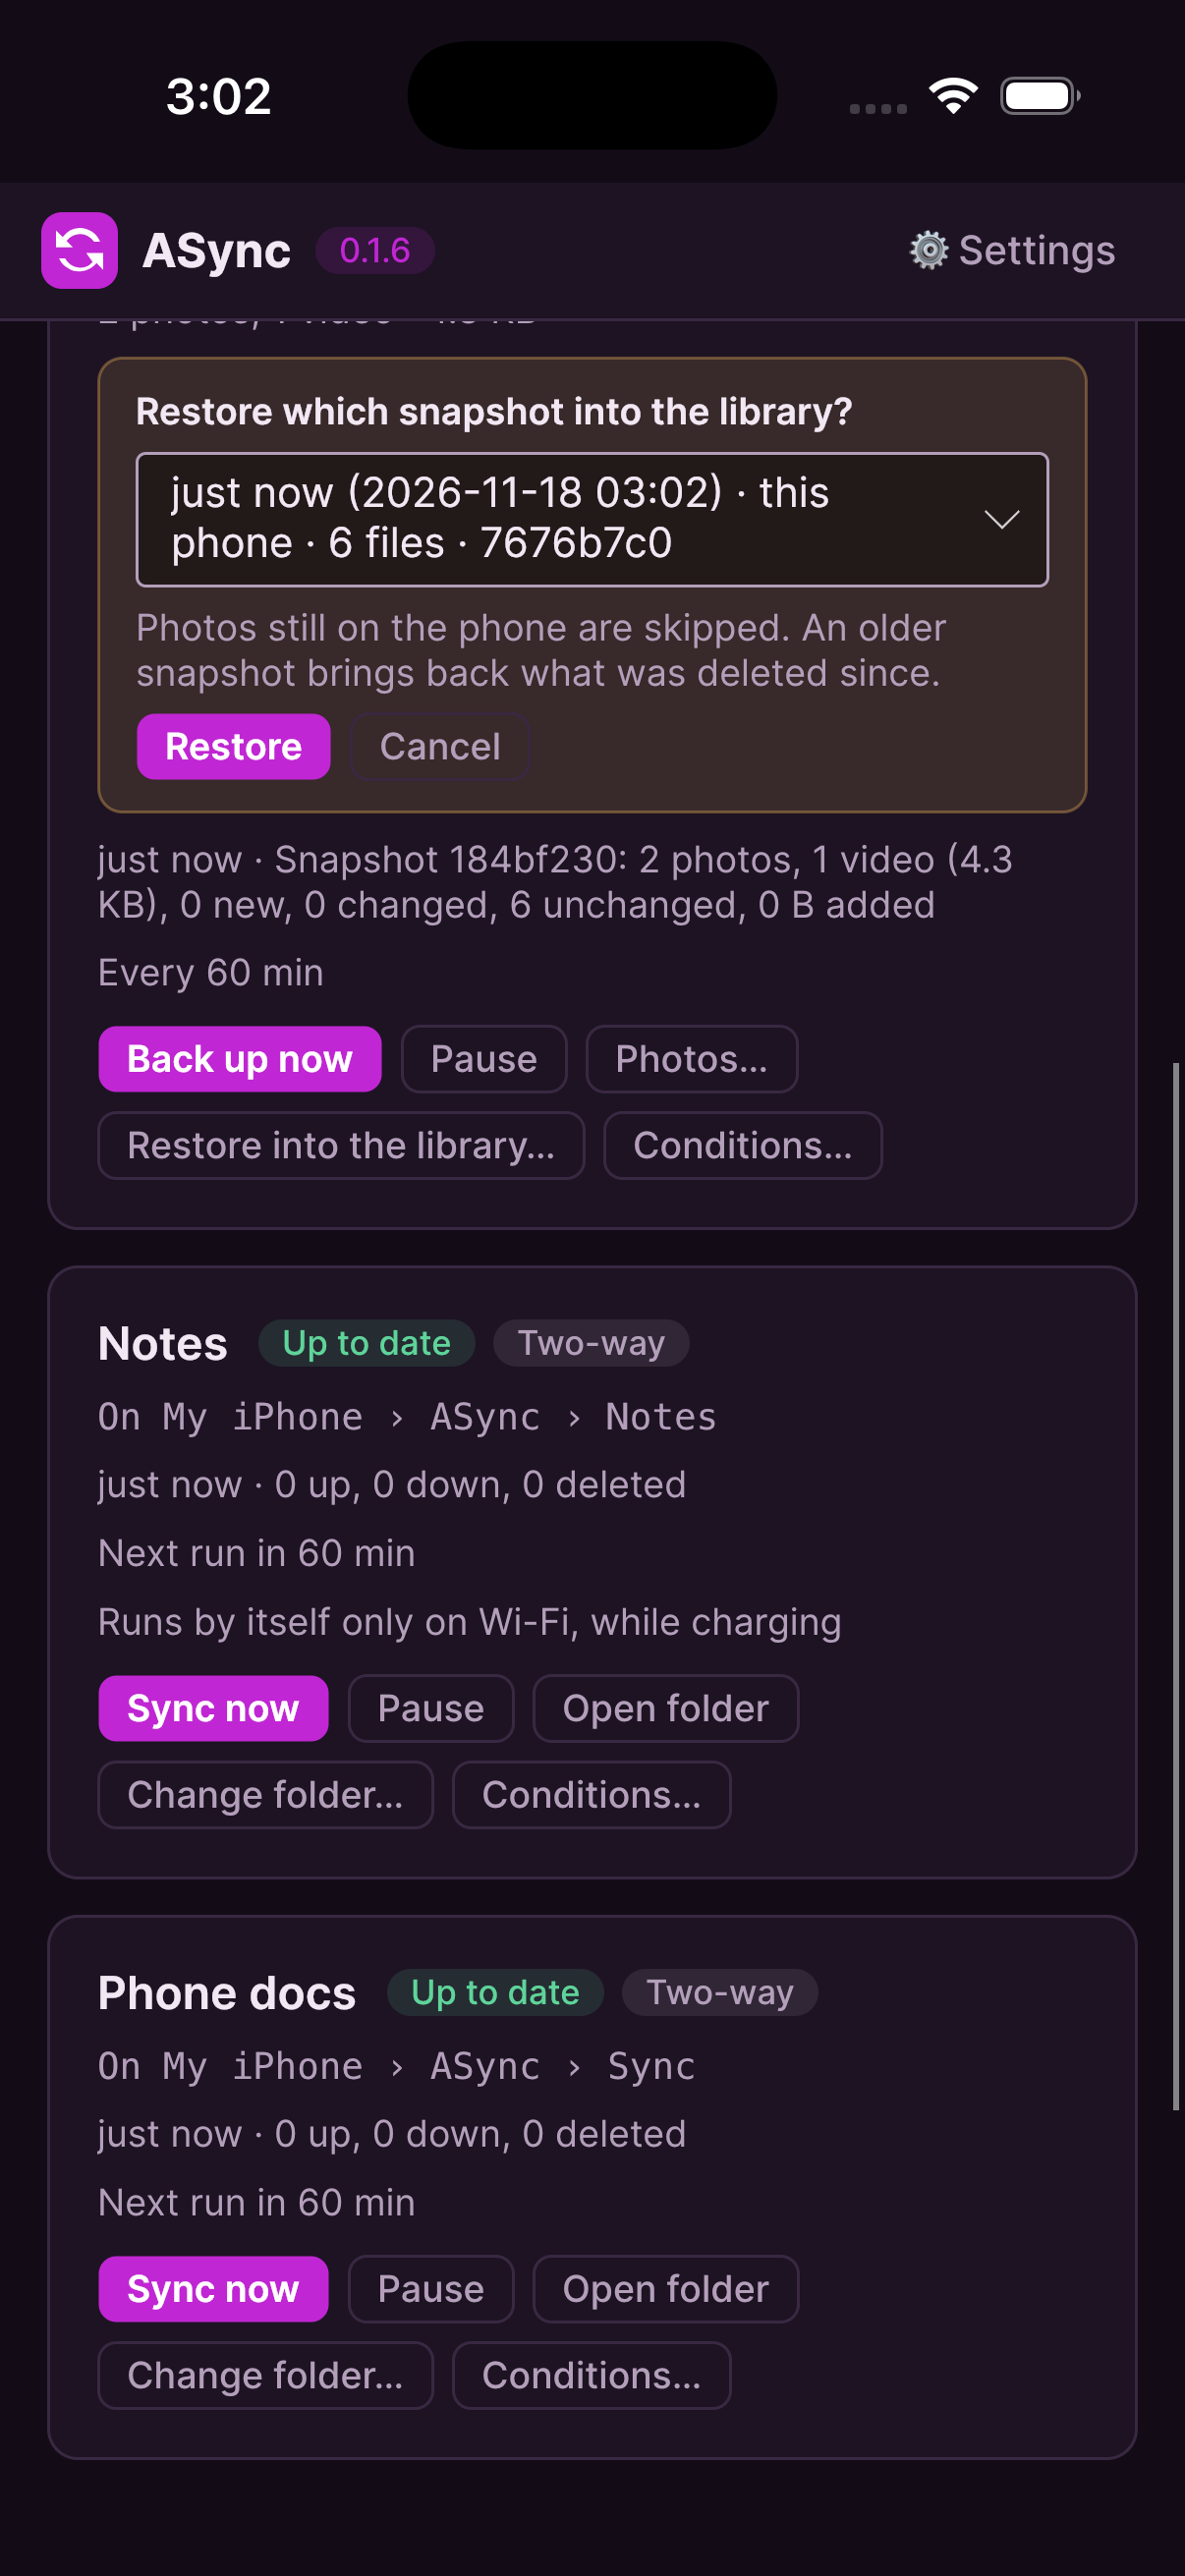 3:02
ASync 0.1.6 Settings
Restore which snapshot into the library?
just now (2026-11-18 03:02) · this
phone · 6 files · 7676b7c0
Photos still on the phone are skipped. An older
snapshot brings back what was deleted since.
Restore Cancel
just now · Snapshot 184bf230: 2 photos, 1 video (4.3
KB), 0 new, 0 changed, 6 unchanged, 0 B added
Every 60 min
Back up now Pause Photos...
Restore into the library... Conditions...
Notes Up to date Two-way
On My iPhone › ASync › Notes
just now · 0 up, 0 down, 0 deleted
Next run in 60 min
Runs by itself only on Wi-Fi, while charging
Sync now Pause Open folder
Change folder... Conditions...
Phone docs Up to date Two-way
On My iPhone › ASync › Sync
just now · 0 up, 0 down, 0 deleted
Next run in 60 min
Sync now Pause Open folder
Change folder... Conditions...